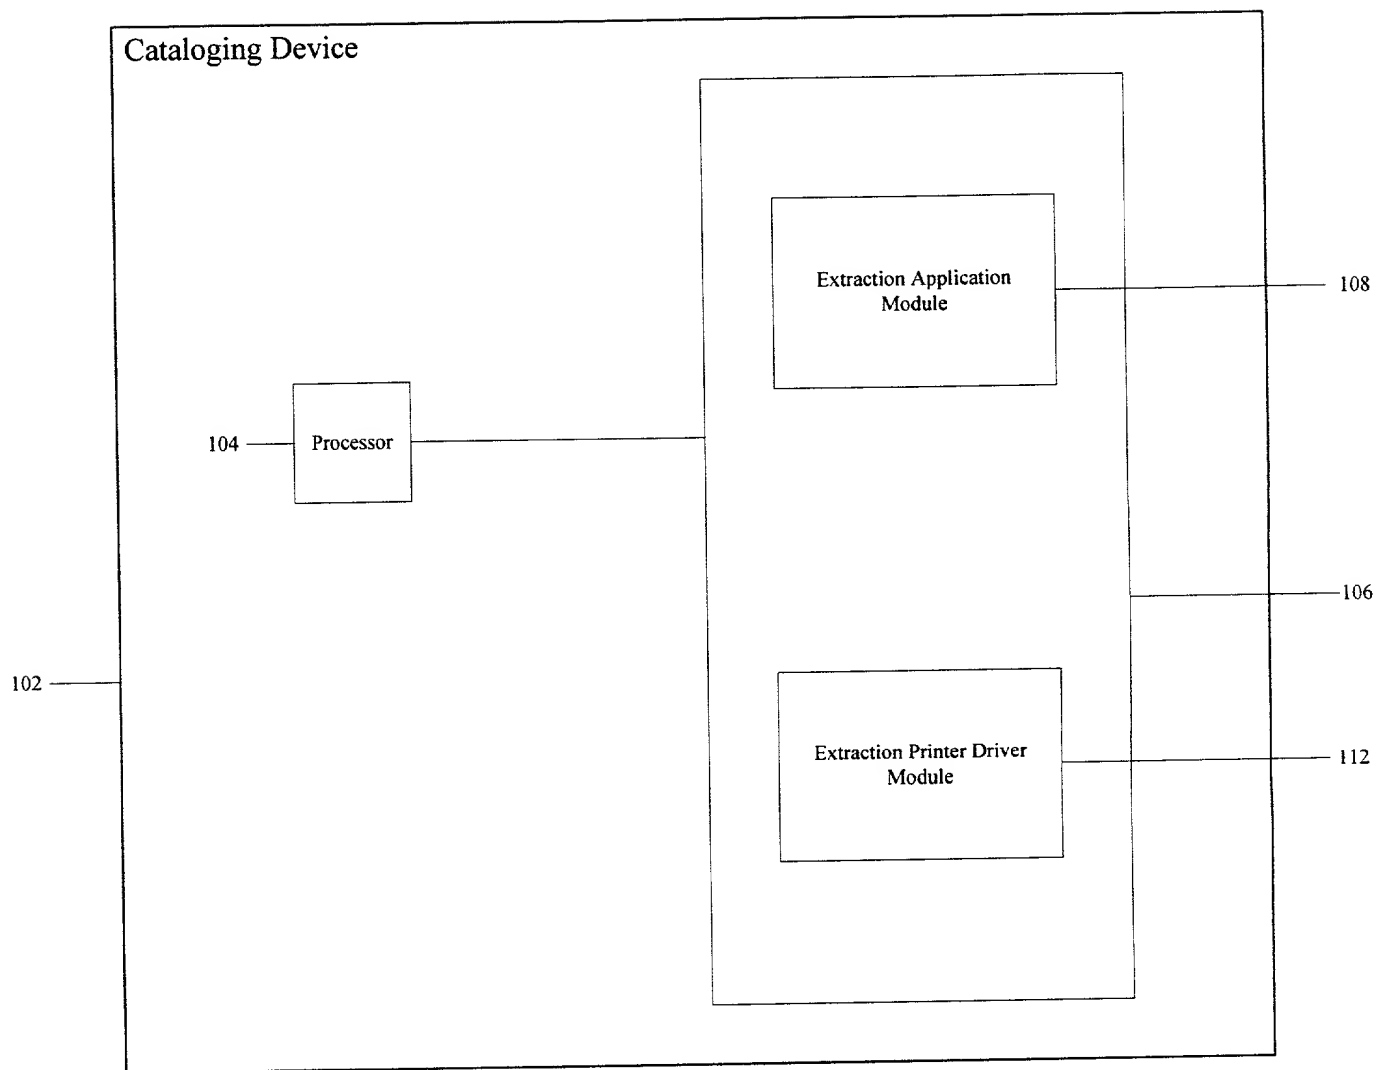 Cataloging Device
Extraction Application
Module
108
104
Processor
106
102
Extraction Printer Driver
Module
112